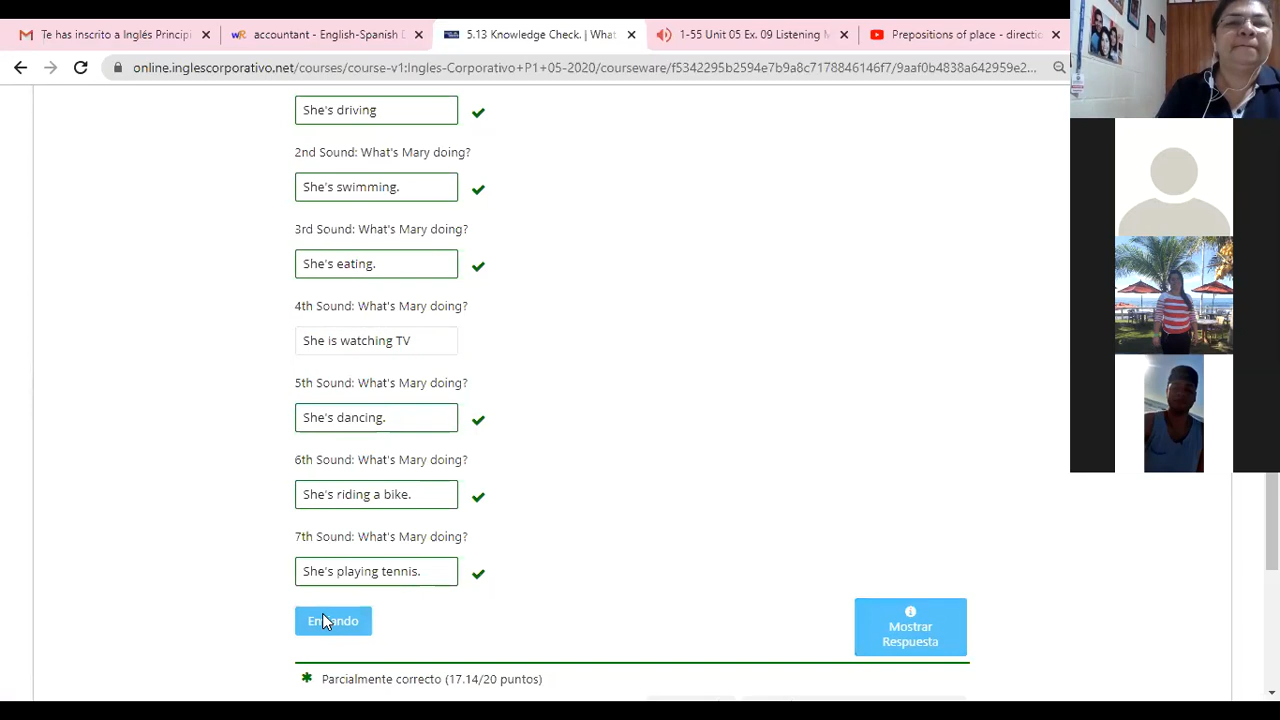 Te has inscrito a Inglés Principi
accountant - English-Spanish D
5.13 Knowledge Check. | What
1-55 Unit 05 Ex. 09 Listening M
Prepositions of place - directi
online.inglescorporativo.net/courses/course-v1:Ingles-Corporativo+P1+05-2020/courseware/f5342295b2594e7b9a8c7178846146f7/9aaf0b4838a642959e2...
She's driving
2nd Sound: What's Mary doing?
She's swimming.
3rd Sound: What's Mary doing?
She's eating.
4th Sound: What's Mary doing?
She is watching TV
5th Sound: What's Mary doing?
She's dancing.
6th Sound: What's Mary doing?
She's riding a bike.
7th Sound: What's Mary doing?
She's playing tennis.
Enviando
Mostrar
Respuesta
Parcialmente correcto (17.14/20 puntos)